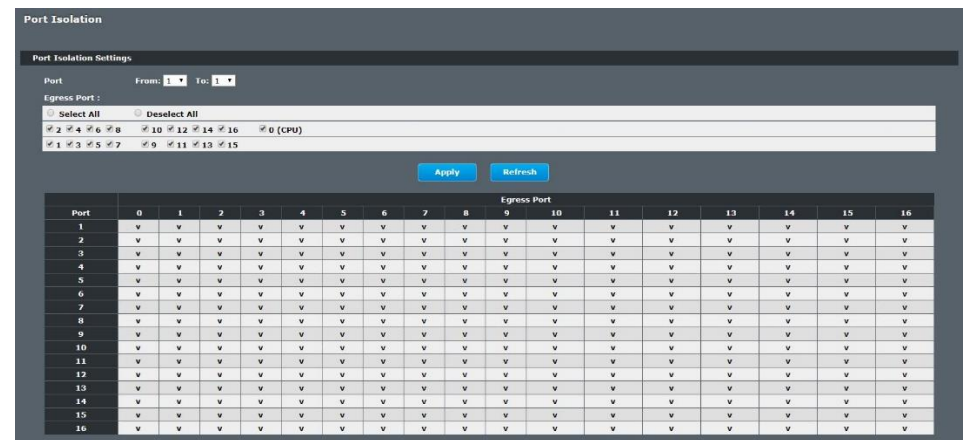 Port Isolation
Port Isolation Settings
Port From: 1 To: 1
Egress Port :
Select All Deselect All
2 4 6 8 10 12 14 16 0 (CPU)
1 3 5 7 9 11 13 15
Apply Refresh
Egress Port
Port 0 1 2 3 4 5 6 7 8 9 10 11 12 13 14 15 16
1 v v v v v v v v v v v v v v v v v
2 v v v v v v v v v v v v v v v v v
3 v v v v v v v v v v v v v v v v v
4 v v v v v v v v v v v v v v v v v
5 v v v v v v v v v v v v v v v v v
6 v v v v v v v v v v v v v v v v v
7 v v v v v v v v v v v v v v v v v
8 v v v v v v v v v v v v v v v v v
9 v v v v v v v v v v v v v v v v v
10 v v v v v v v v v v v v v v v v v
11 v v v v v v v v v v v v v v v v v
12 v v v v v v v v v v v v v v v v v
13 v v v v v v v v v v v v v v v v v
14 v v v v v v v v v v v v v v v v v
15 v v v v v v v v v v v v v v v v v
16 v v v v v v v v v v v v v v v v v